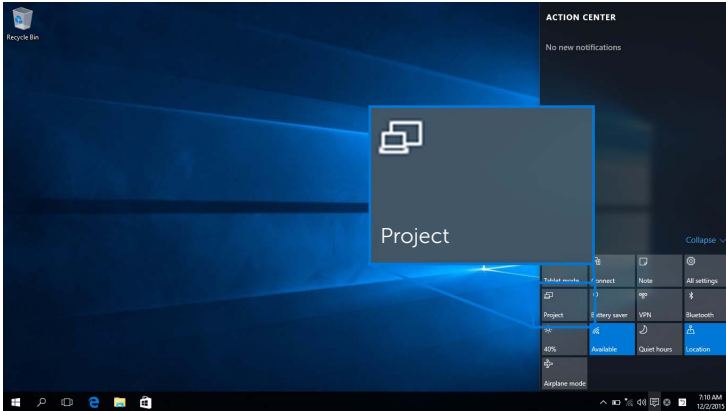 Recycle Bin
ACTION CENTER
No new notifications
Project
Collapse
Tablet mode
Connect
Note
All settings
Project
Battery saver
VPN
Bluetooth
40%
Available
Quiet hours
Location
Airplane mode
7:10 AM
12/2/2015